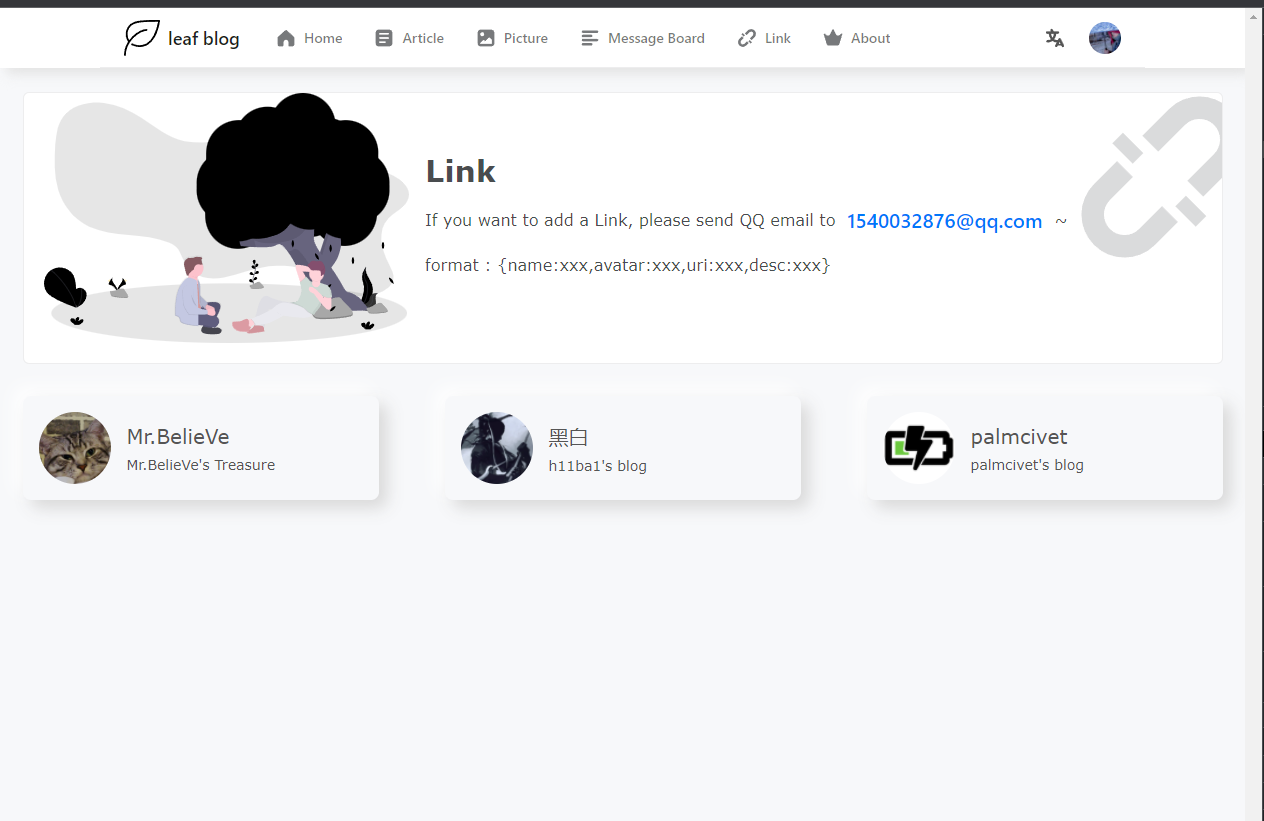 leaf blog Home Article Picture Message Board Link About
Link
If you want to add a Link, please send QQ email to 1540032876@qq.com ~
format : {name:xxx,avatar:xxx,uri:xxx,desc:xxx}
Mr.BelieVe
Mr.BelieVe's Treasure
黑白
h11ba1's blog
palmcivet
palmcivet's blog